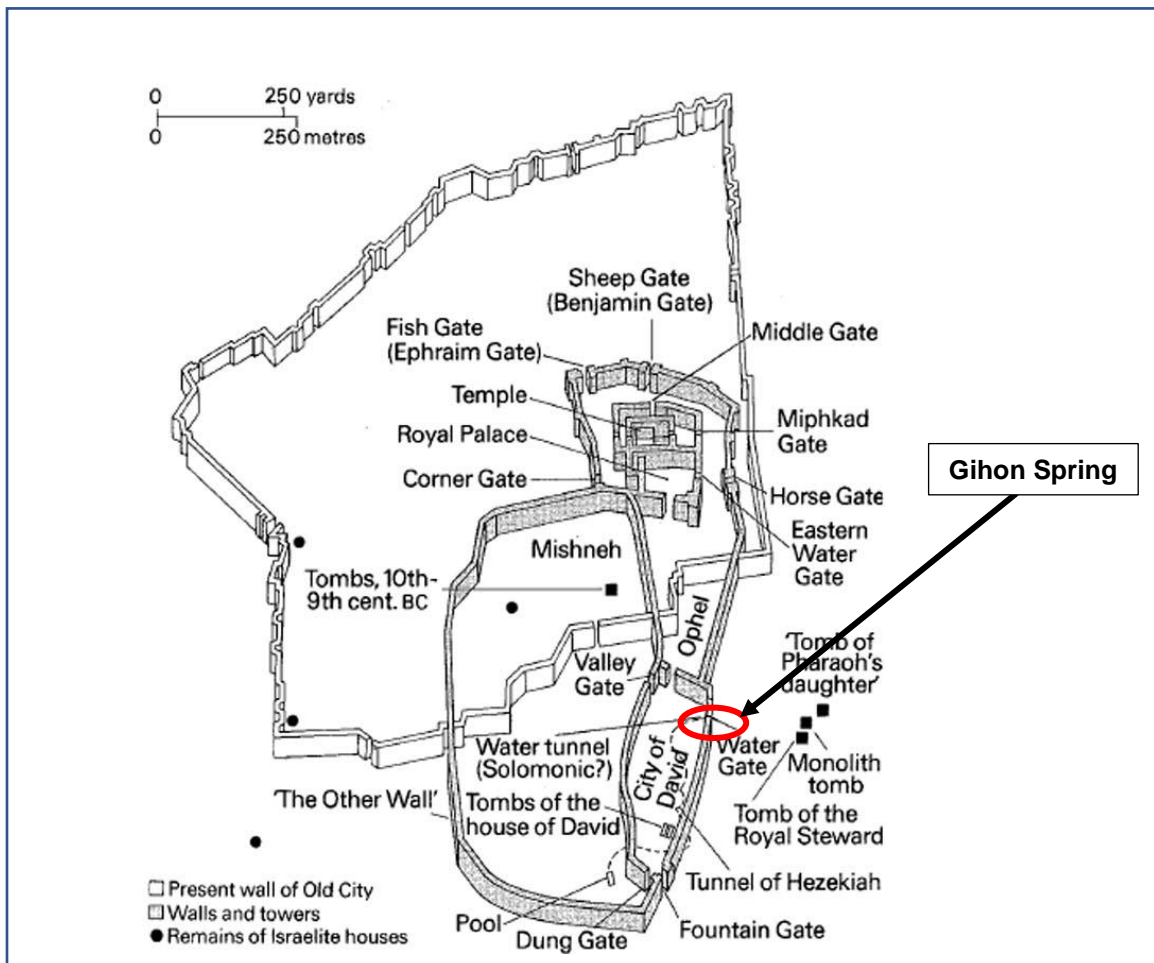 0 250 yards
0 250 metres
Sheep Gate
(Benjamin Gate)
Fish Gate
(Ephraim Gate)
Middle Gate
Temple
Miphkad
Gate
Royal Palace
Gihon Spring
Corner Gate
Horse Gate
Eastern
Water
Gate
Mishneh
Tombs, 10th-
9th cent. BC
Ophel
'Tomb of
Pharaoh's
daughter'
Valley
Gate
Water tunnel
(Solomonic?)
City of
David
Water
Gate
Monolith
tomb
'The Other Wall'
Tombs of the
house of David
Tomb of the
Royal Steward
Tunnel of Hezekiah
Present wall of Old City
Walls and towers
Remains of Israelite houses
Pool
Dung Gate
Fountain Gate